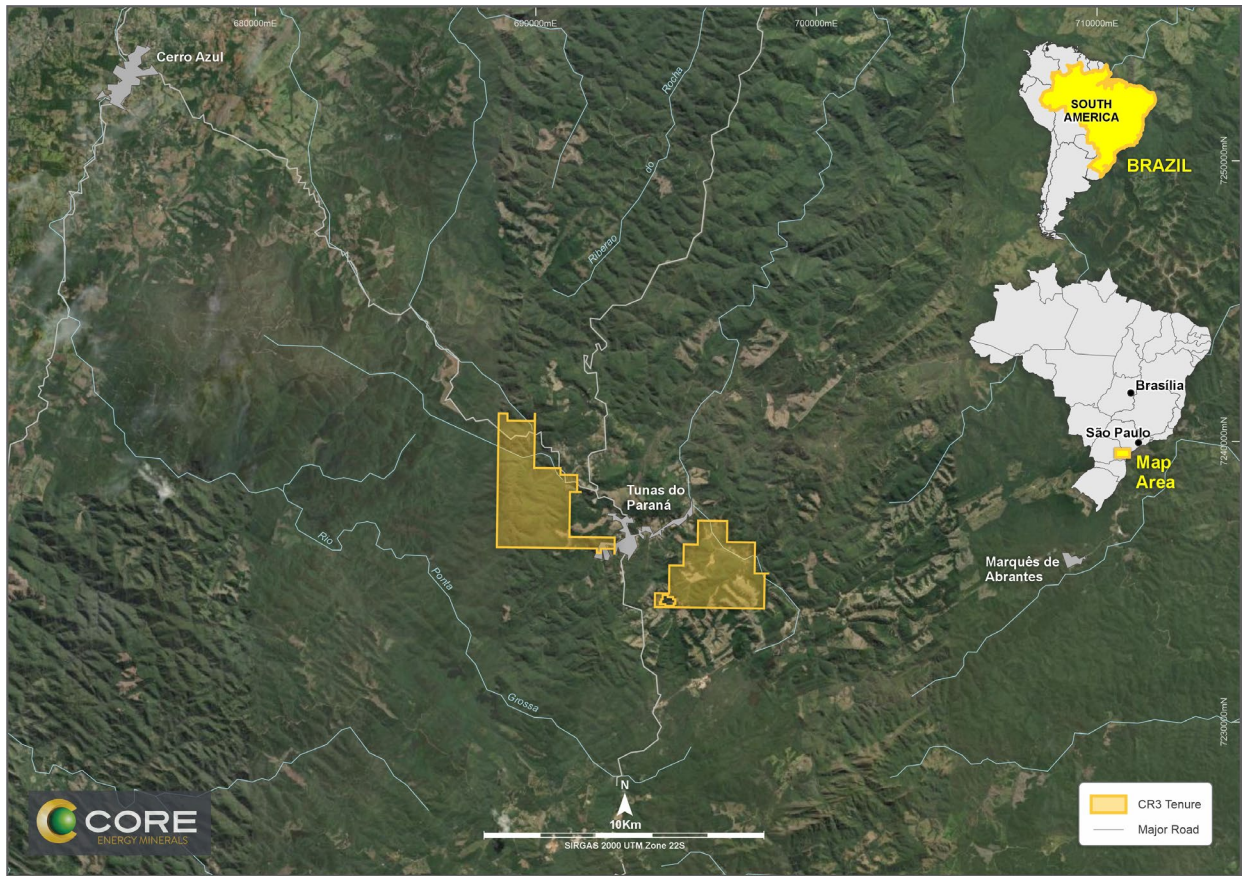 680000mE
690000mE
700000mE
710000mE
Cerro Azul
Rocha
do
Riberao
SOUTH
AMERICA
BRAZIL
7250000mN
Brasília
São Paulo
Map
Area
7240000mN
Tunas do
Paraná
Marquês de
Abrantes
Rio
Ponta
Grossa
7230000mN
N
10Km
SIRGAS 2000 UTM Zone 22S
CORE
ENERGY MINERALS
CR3 Tenure
Major Road